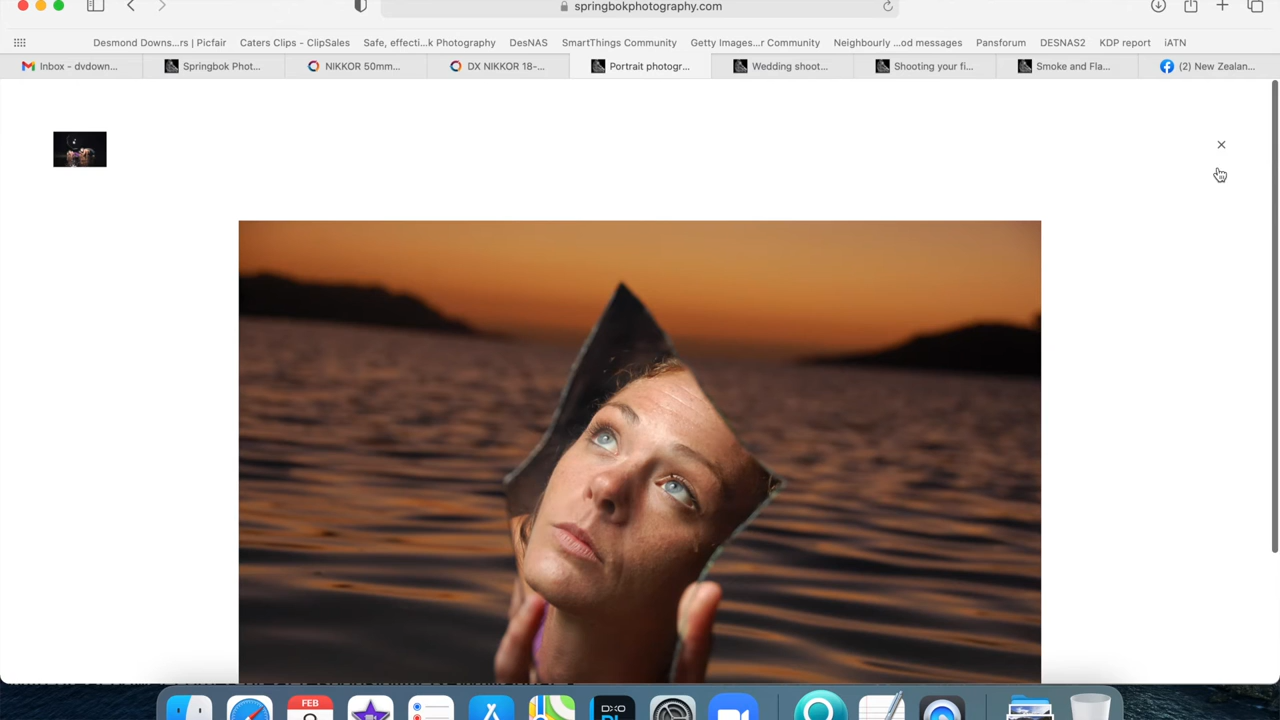 springbokphotography.com
Desmond Downs...rs | Picfair Caters Clips - ClipSales Safe, effecti...k Photography DesNAS SmartThings Community Getty Images...r Community Neighbourly ...od messages Pansforum DESNAS2 KDP report iATN
Inbox - dvdown... Springbok Phot... NIKKOR 50mm... DX NIKKOR 18-... Portrait photogr... Wedding shoot... Shooting your fi... Smoke and Fla... (2) New Zealan...
FEB